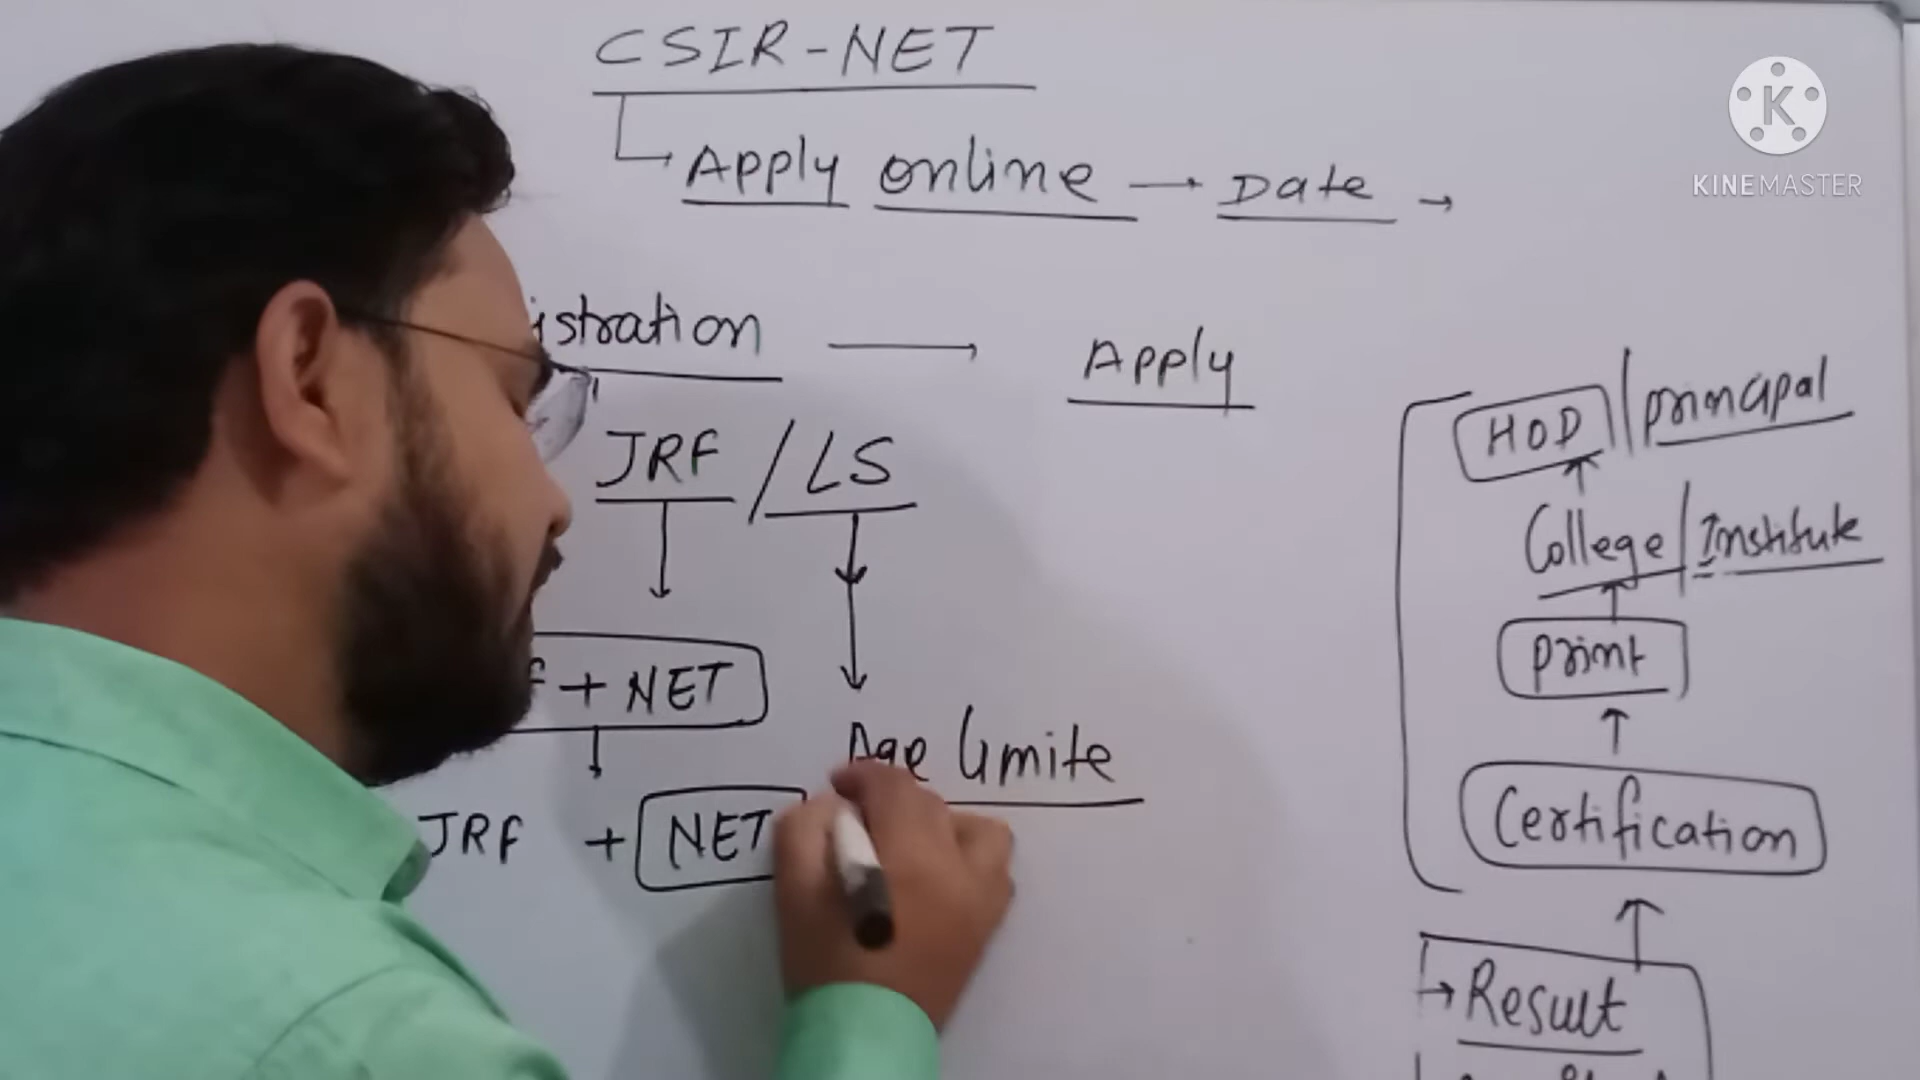 CSIR-NET
Apply online → Date →
K
KINEMASTER
istration → Apply
JRF / LS
HOD / principal
College / Institute
print
Certification
Result
f + NET
Age limite
JRF + NET